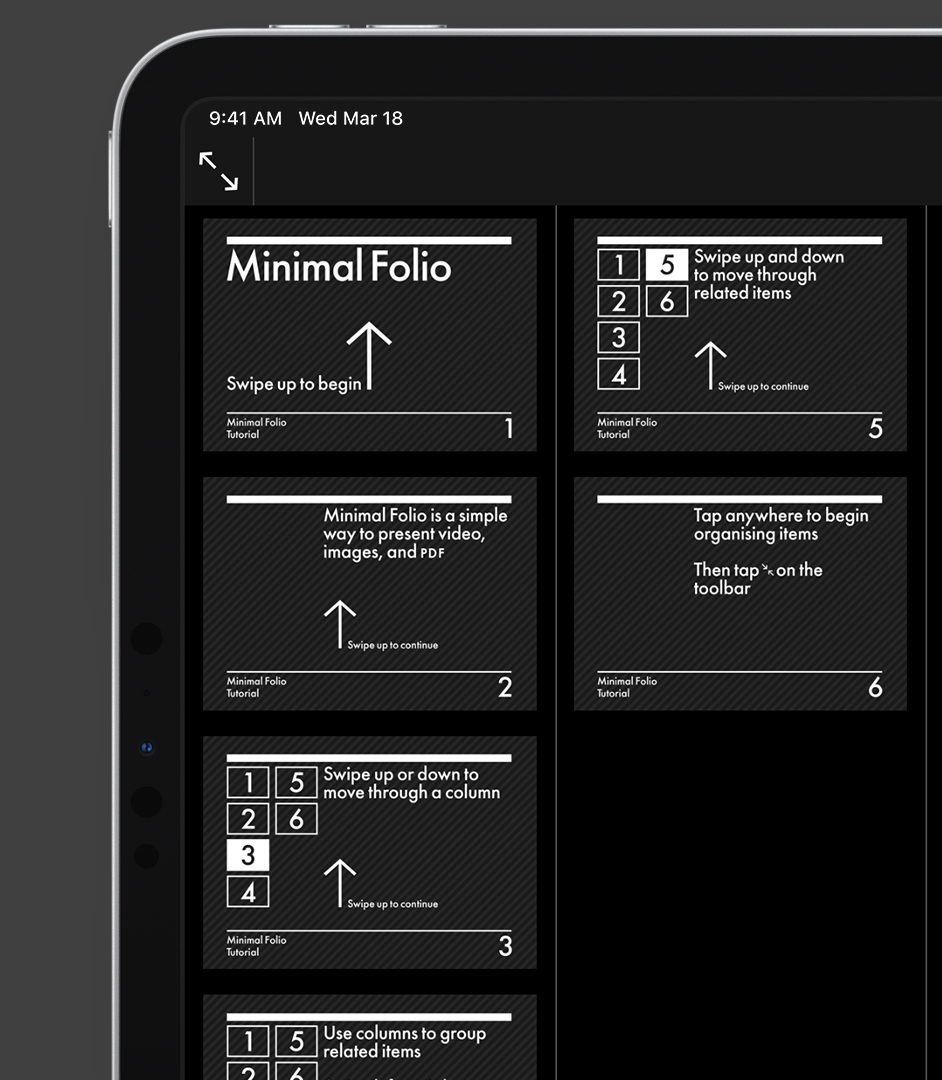 9:41 AM Wed Mar 18
Minimal Folio
Swipe up to begin
Minimal Folio
Tutorial
1
Minimal Folio is a simple
way to present video,
images, and PDF
Swipe up to continue
Minimal Folio
Tutorial
2
1 5
2 6
3
4
Swipe up or down to
move through a column
Swipe up to continue
Minimal Folio
Tutorial
3
1 5
2 6
Use columns to group
related items
1 5
2 6
3
4
Swipe up and down
to move through
related items
Swipe up to continue
Minimal Folio
Tutorial
5
Tap anywhere to begin
organising items
Then tap on the
toolbar
Minimal Folio
Tutorial
6